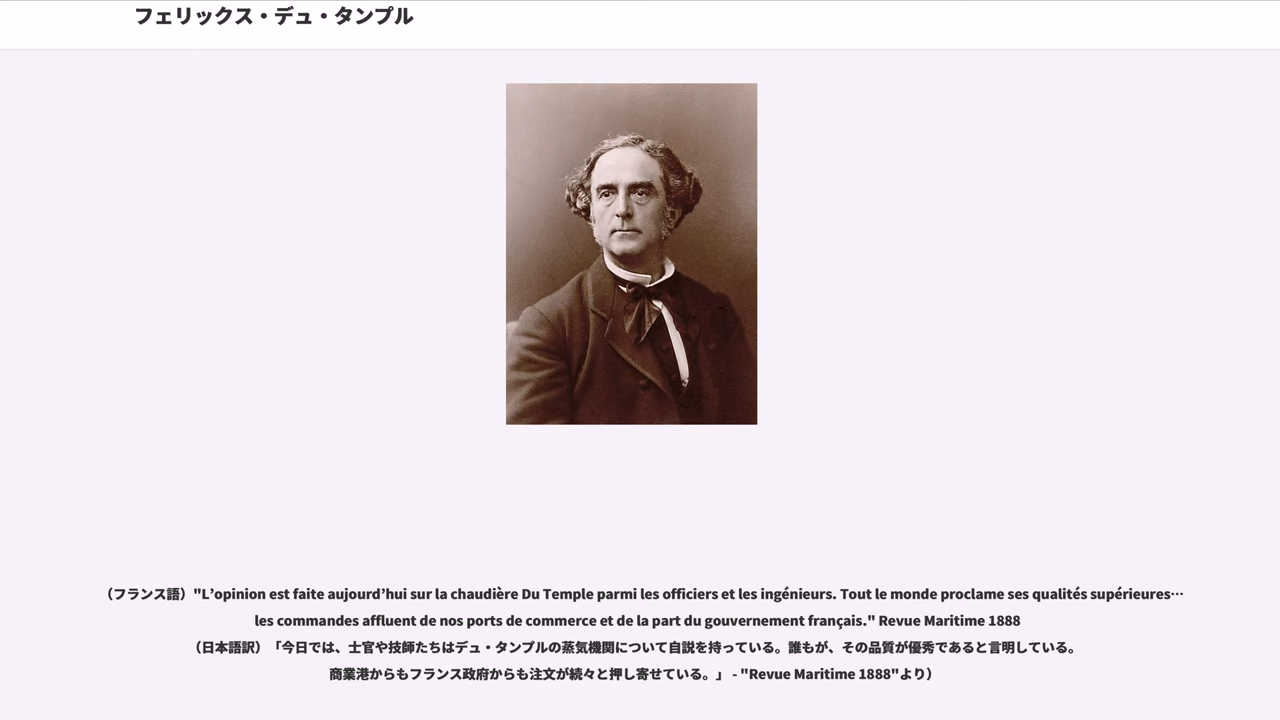 フェリックス・デュ・タンプル
（フランス語）"L’opinion est faite aujourd’hui sur la chaudière Du Temple parmi les officiers et les ingénieurs. Tout le monde proclame ses qualités supérieures…
les commandes affluent de nos ports de commerce et de la part du gouvernement français." Revue Maritime 1888
（日本語訳）「今日では、士官や技師たちはデュ・タンプルの蒸気機関について自説を持っている。誰もが、その品質が優秀であると言明している。
商業港からもフランス政府からも注文が続々と押し寄せている。」 - "Revue Maritime 1888"より）